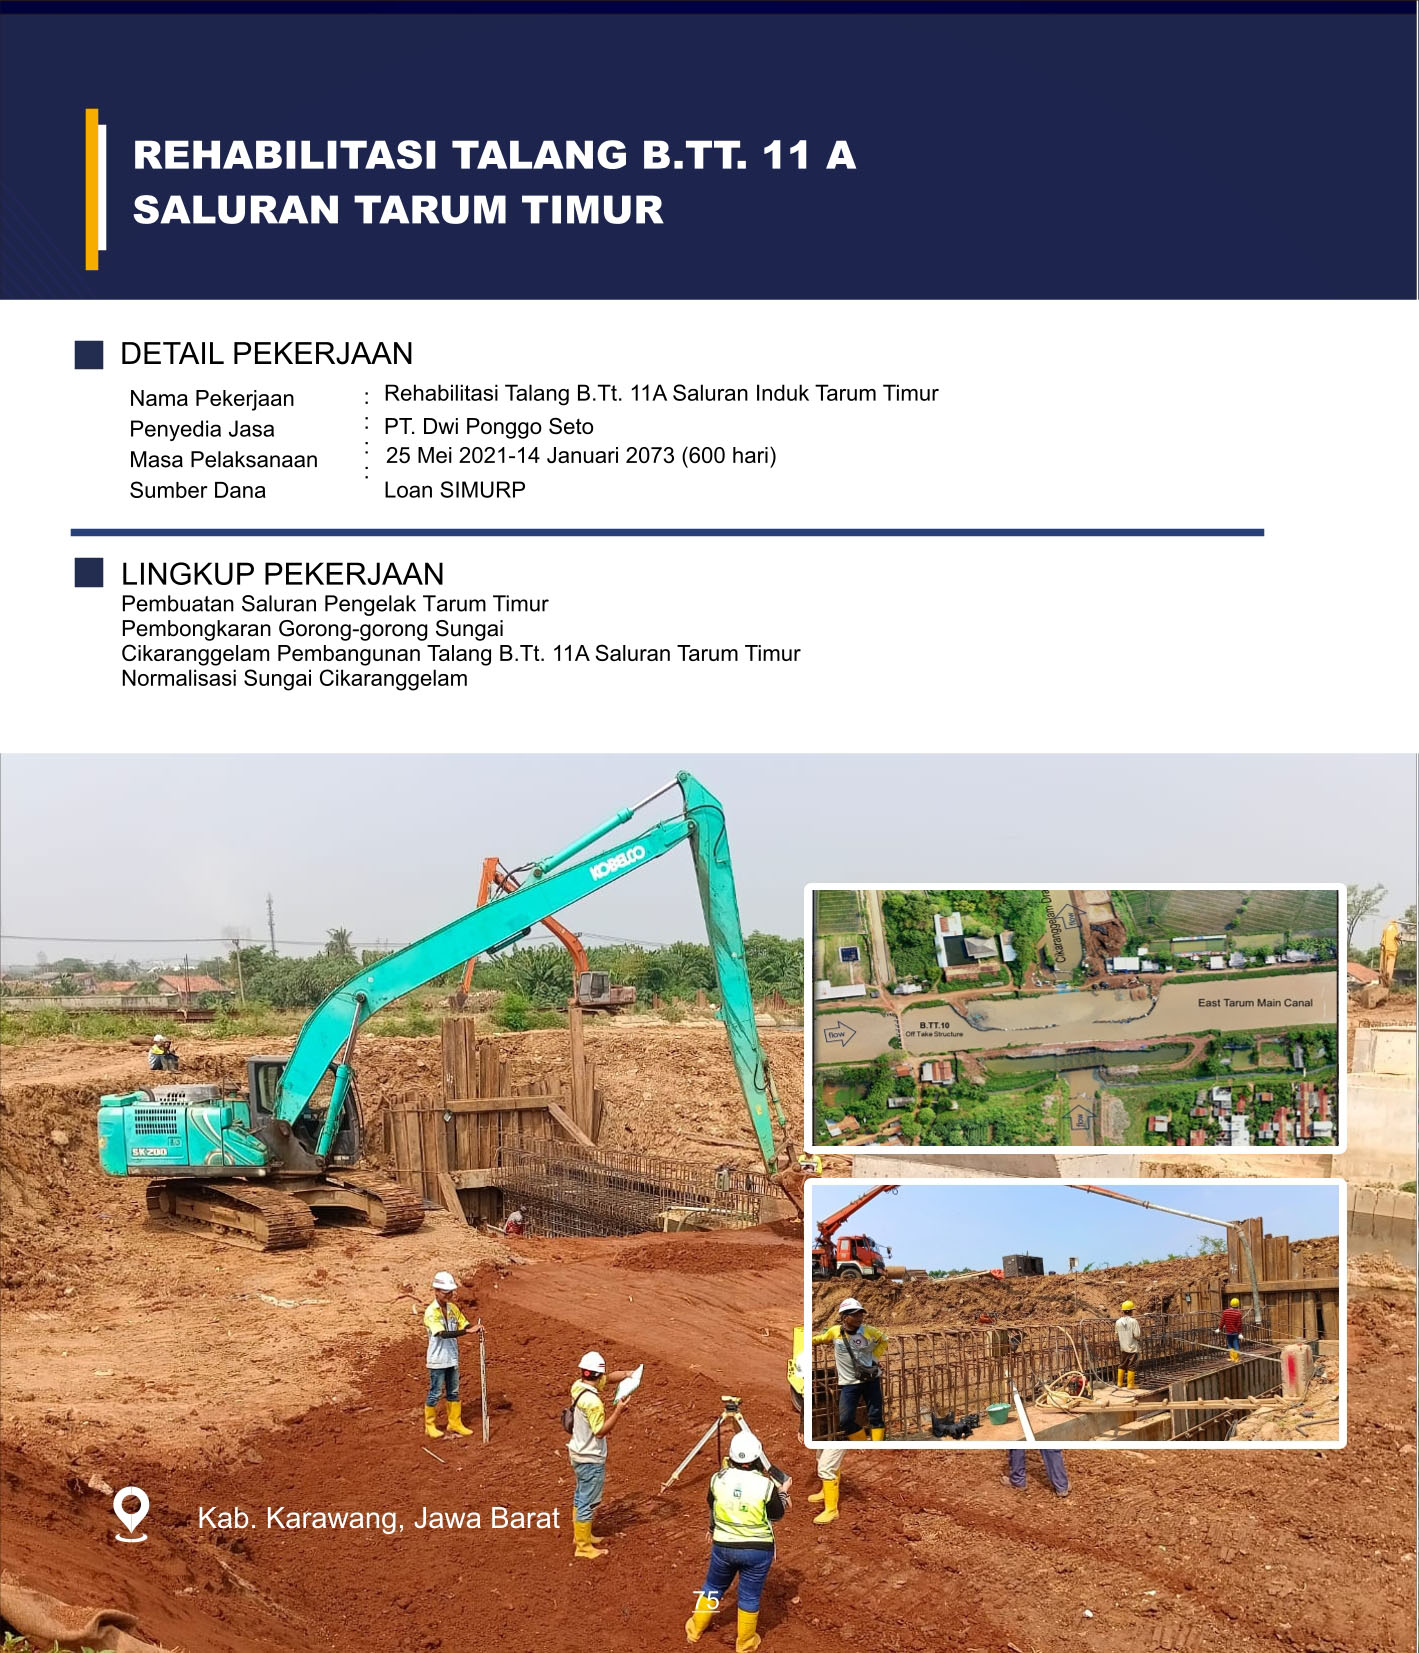 REHABILITASI TALANG B.TT. 11 A
SALURAN TARUM TIMUR
DETAIL PEKERJAAN
Nama Pekerjaan : Rehabilitasi Talang B.Tt. 11A Saluran Induk Tarum Timur
Penyedia Jasa : PT. Dwi Ponggo Seto
Masa Pelaksanaan : 25 Mei 2021-14 Januari 2073 (600 hari)
Sumber Dana : Loan SIMURP
LINGKUP PEKERJAAN
Pembuatan Saluran Pengelak Tarum Timur
Pembongkaran Gorong-gorong Sungai
Cikaranggelam Pembangunan Talang B.Tt. 11A Saluran Tarum Timur
Normalisasi Sungai Cikaranggelam
KOBELCO
SK200
Cikaranggelam Dra
flow
East Tarum Main Canal
B.TT.10
Off Take Structure
flow
flow
Kab. Karawang, Jawa Barat
75